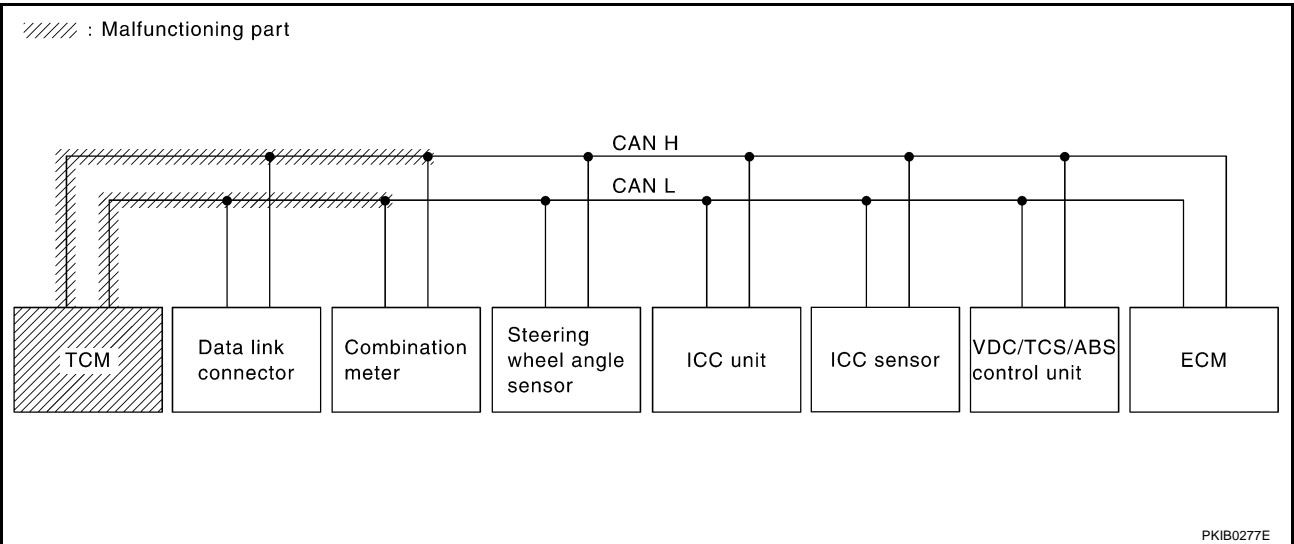 : Malfunctioning part
CAN H
CAN L
TCM
Data link
connector
Combination
meter
Steering
wheel angle
sensor
ICC unit
ICC sensor
VDC/TCS/ABS
control unit
ECM
PKIB0277E